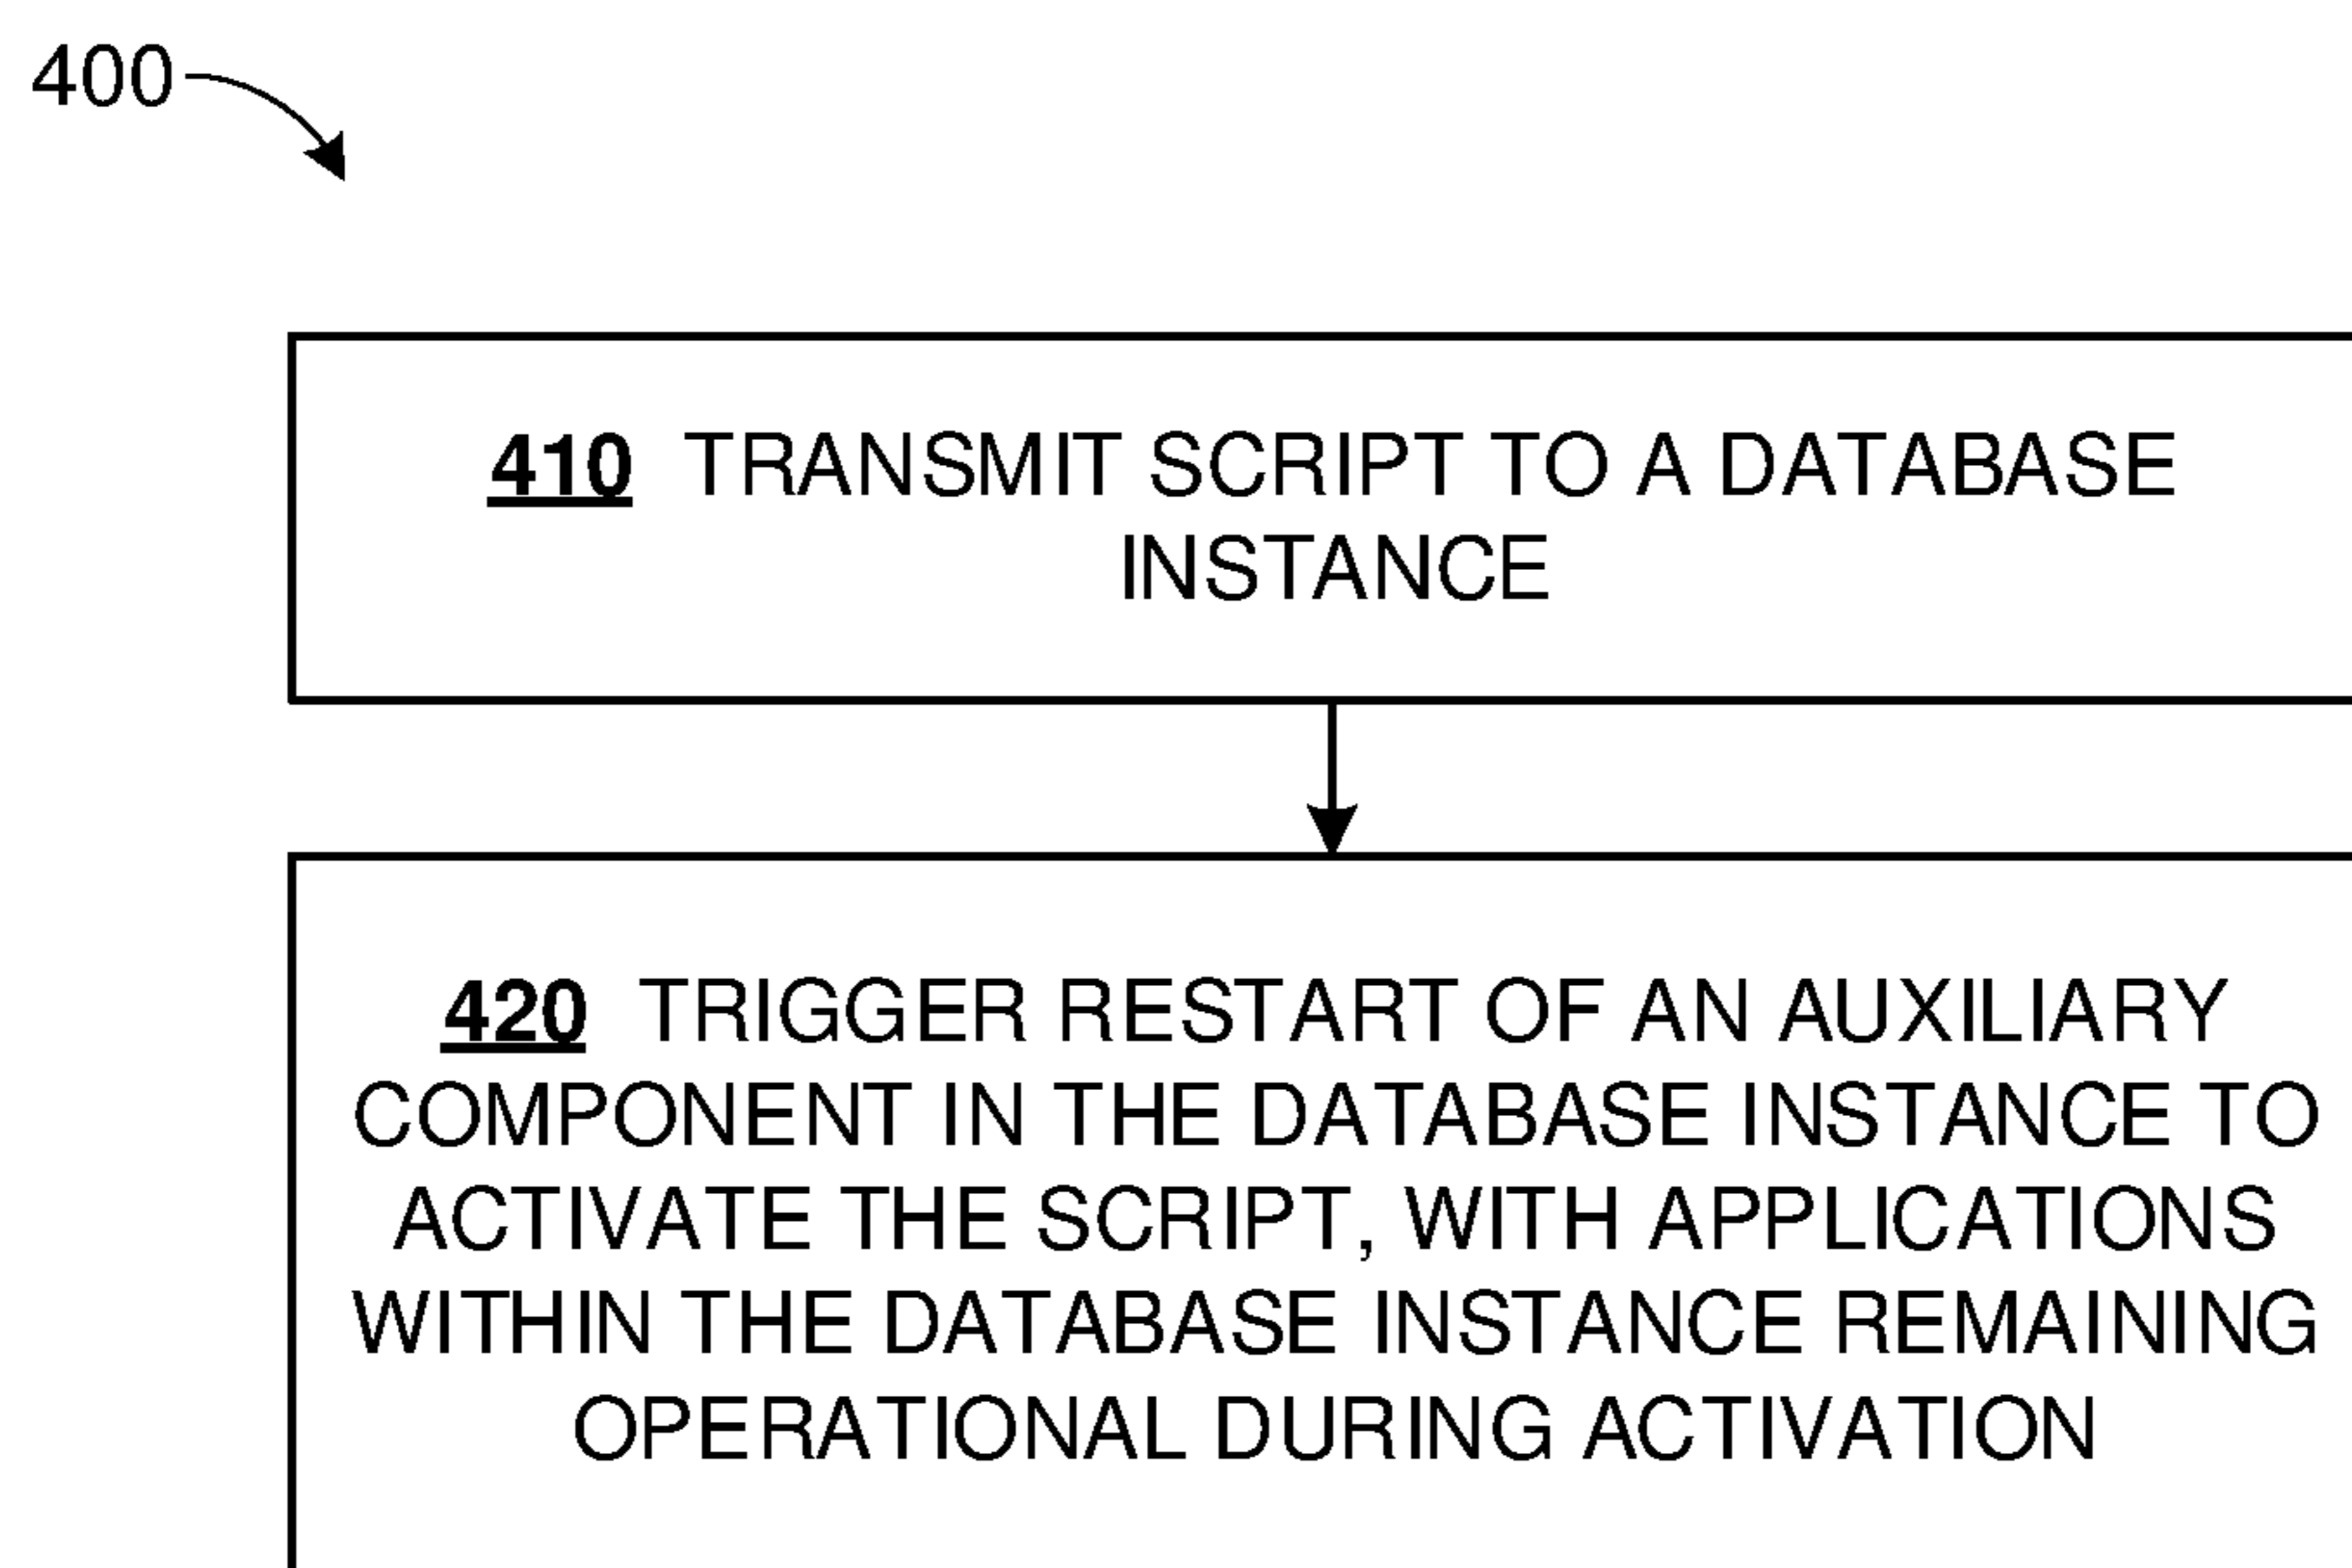 400
410 TRANSMIT SCRIPT TO A DATABASE
INSTANCE
420 TRIGGER RESTART OF AN AUXILIARY
COMPONENT IN THE DATABASE INSTANCE TO
ACTIVATE THE SCRIPT, WITH APPLICATIONS
WITHIN THE DATABASE INSTANCE REMAINING
OPERATIONAL DURING ACTIVATION